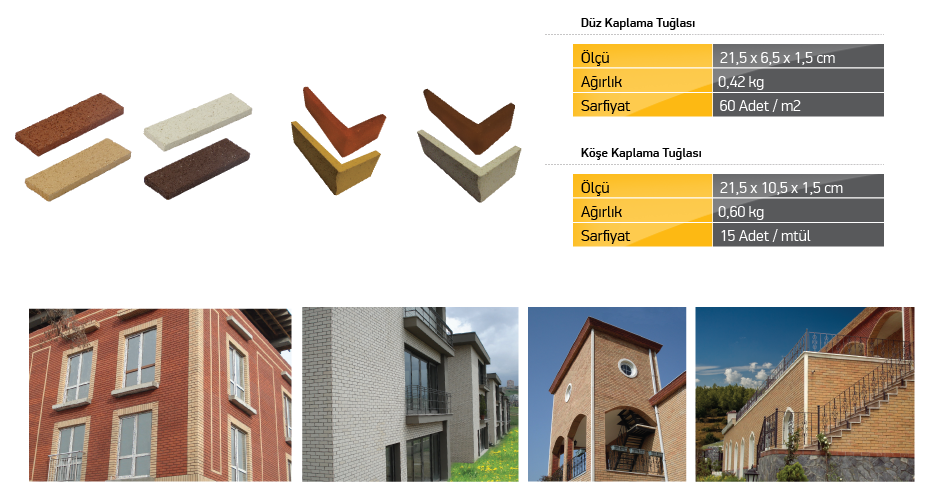 Düz Kaplama Tuğlası
Ölçü 21,5 x 6,5 x 1,5 cm
Ağırlık 0,42 kg
Sarfiyat 60 Adet / m2
Köşe Kaplama Tuğlası
Ölçü 21,5 x 10,5 x 1,5 cm
Ağırlık 0,60 kg
Sarfiyat 15 Adet / mtül